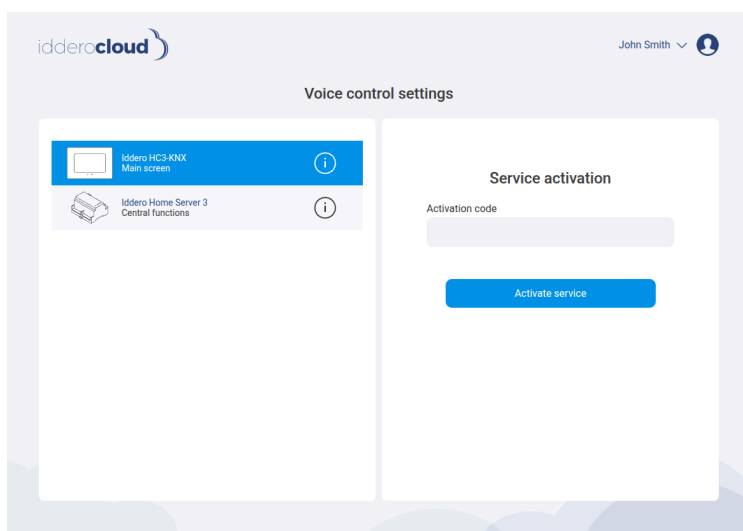 idderocloud
John Smith
Voice control settings
Iddero HC3-KNX
Main screen
Iddero Home Server 3
Central functions
Service activation
Activation code
Activate service